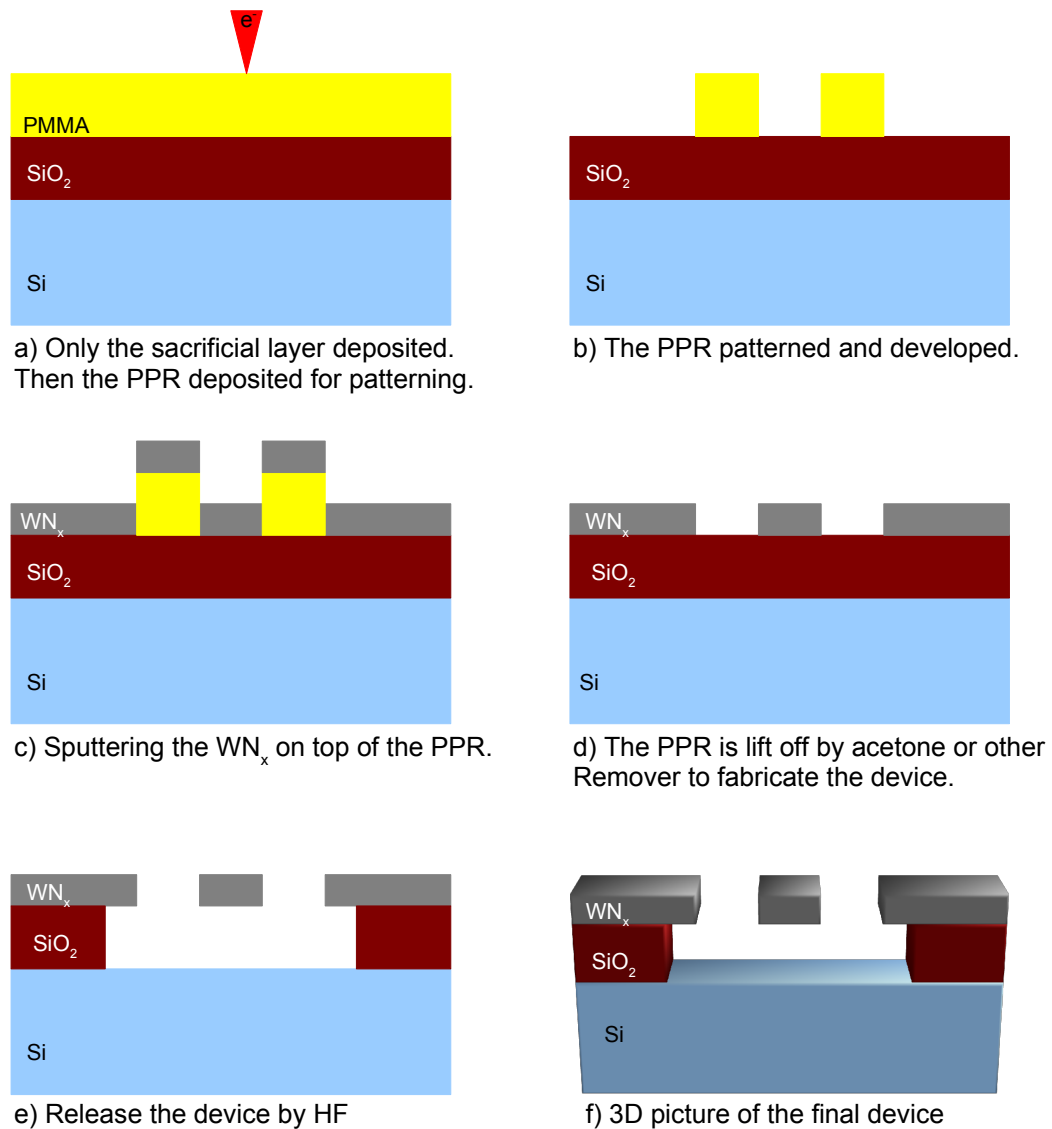 e-
PMMA
SiO2
Si
a) Only the sacrificial layer deposited.
Then the PPR deposited for patterning.
SiO2
Si
b) The PPR patterned and developed.
WNx
SiO2
Si
c) Sputtering the WNx on top of the PPR.
WNx
SiO2
Si
d) The PPR is lift off by acetone or other
Remover to fabricate the device.
WNx
SiO2
Si
e) Release the device by HF
WNx
SiO2
Si
f) 3D picture of the final device